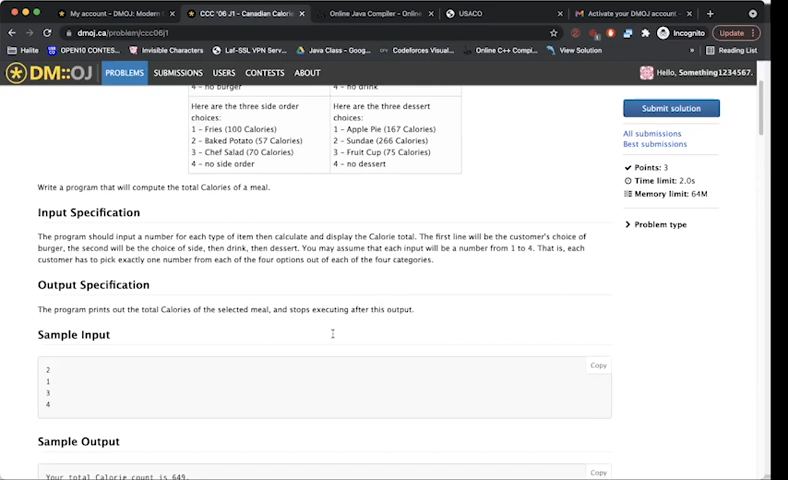 My account - DMOJ: Modern
CCC '06 J1 - Canadian Calorie
Online Java Compiler - Online
USACO
Activate your DMOJ account -
dmoj.ca/problem/ccc06j1
Incognito
Update
Halite
OPEN10 CONTES...
Invisible Characters
Laf-SSL VPN Serv...
Java Class - Goog...
Codeforces Visual...
Online C++ Compi...
View Solution
Reading List
DMOJ
PROBLEMS
SUBMISSIONS
USERS
CONTESTS
ABOUT
Hello, Something1234567.
4 - no burger
4 - no drink
Here are the three side order
choices:
1 - Fries (100 Calories)
2 - Baked Potato (57 Calories)
3 - Chef Salad (70 Calories)
4 - no side order
Here are the three dessert
choices:
1 - Apple Pie (167 Calories)
2 - Sundae (266 Calories)
3 - Fruit Cup (75 Calories)
4 - no dessert
Submit solution
All submissions
Best submissions
Points: 3
Time limit: 2.0s
Memory limit: 64M
Problem type
Write a program that will compute the total Calories of a meal.
Input Specification
The program should input a number for each type of item then calculate and display the Calorie total. The first line will be the customer's choice of
burger, the second will be the choice of side, then drink, then dessert. You may assume that each input will be a number from 1 to 4. That is, each
customer has to pick exactly one number from each of the four options out of each of the four categories.
Output Specification
The program prints out the total Calories of the selected meal, and stops executing after this output.
Sample Input
Copy
2
1
3
4
Sample Output
Copy
Your total Calorie count is 649.